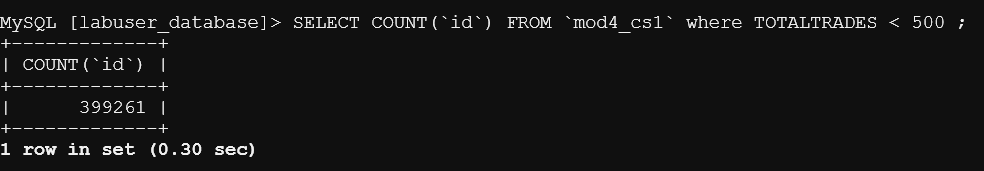 MySQL [labuser_database]> SELECT COUNT(`id`) FROM `mod4_cs1` where TOTALTRADES < 500 ;
+-------------+
| COUNT(`id`) |
+-------------+
|      399261 |
+-------------+
1 row in set (0.30 sec)